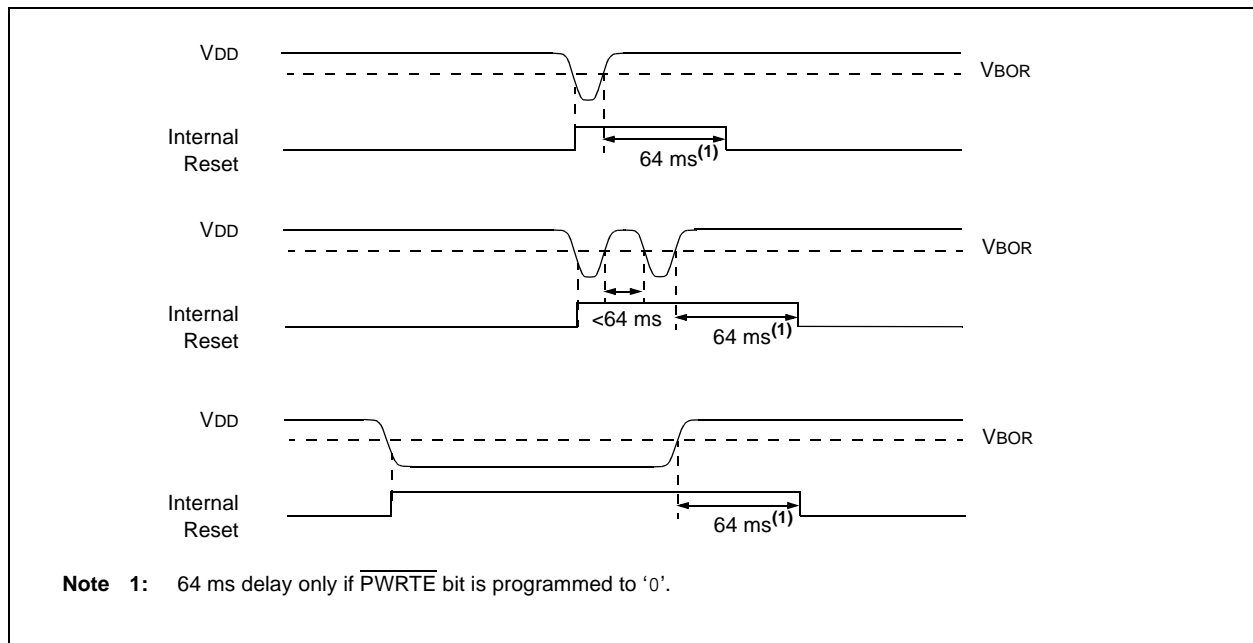 VDD
VBOR
Internal
Reset
64 ms(1)
VDD
VBOR
Internal
Reset
<64 ms
64 ms(1)
VDD
VBOR
Internal
Reset
64 ms(1)
Note 1: 64 ms delay only if PWRTE bit is programmed to ‘0’.